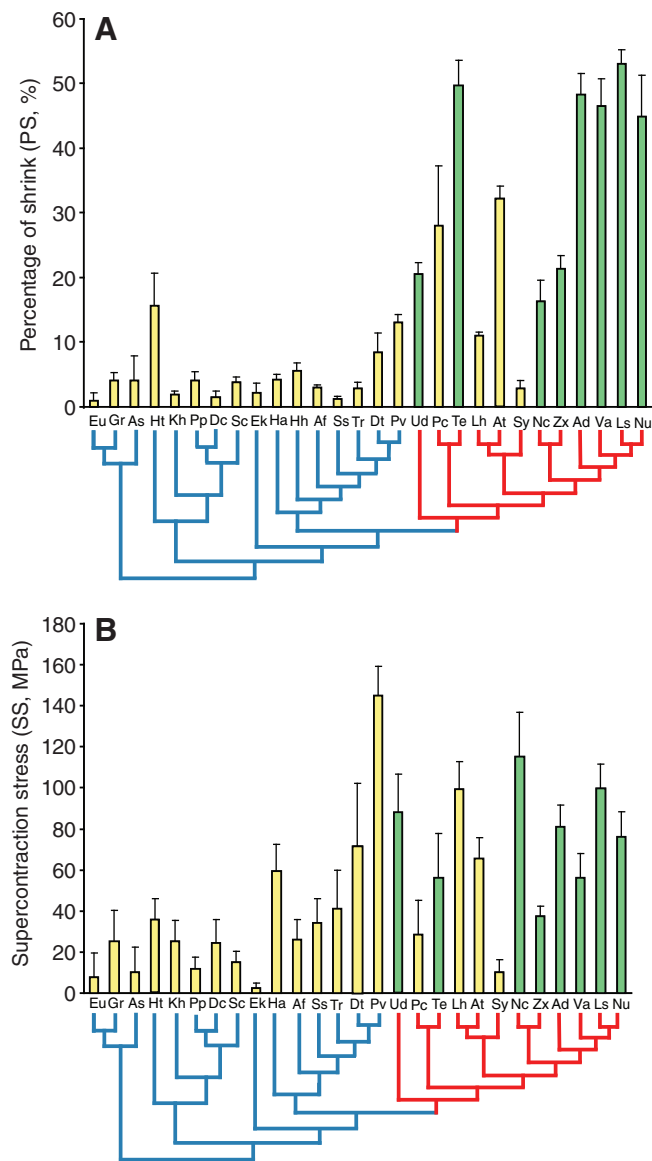 A
Percentage of shrink (PS, %)
60
50
40
30
20
10
0
Eu Gr As Ht Kh Pp Dc Sc Ek Ha Hh Af Ss Tr Dt Pv Ud Pc Te Lh At Sy Nc Zx Ad Va Ls Nu
B
Supercontraction stress (SS, MPa)
180
160
140
120
100
80
60
40
20
0
Eu Gr As Ht Kh Pp Dc Sc Ek Ha Af Ss Tr Dt Pv Ud Pc Te Lh At Sy Nc Zx Ad Va Ls Nu